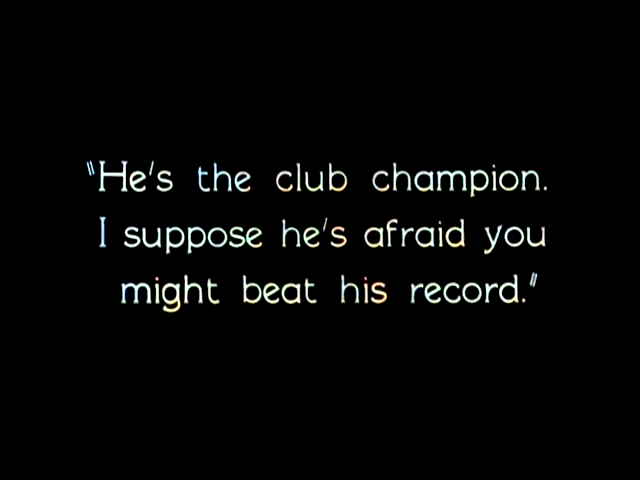 "He's the club champion.
I suppose he's afraid you
might beat his record."